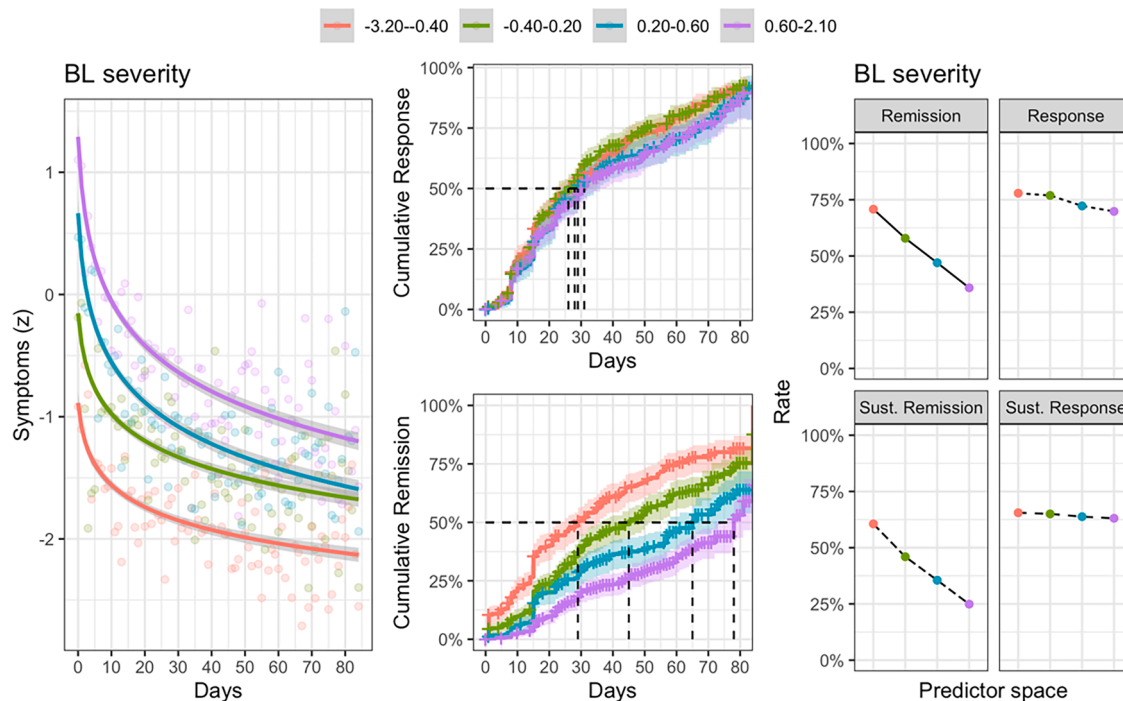 -3.20--0.40 -0.40-0.20 0.20-0.60 0.60-2.10
BL severity
Symptoms (z)
1
0
-1
-2
0 10 20 30 40 50 60 70 80
Days
Cumulative Response
100%
75%
50%
25%
0%
0 10 20 30 40 50 60 70 80
Days
Cumulative Remission
100%
75%
50%
25%
0%
0 10 20 30 40 50 60 70 80
Days
BL severity
Rate
Remission Response
100%
75%
50%
25%
0%
Sust. Remission Sust. Response
100%
75%
50%
25%
0%
Predictor space